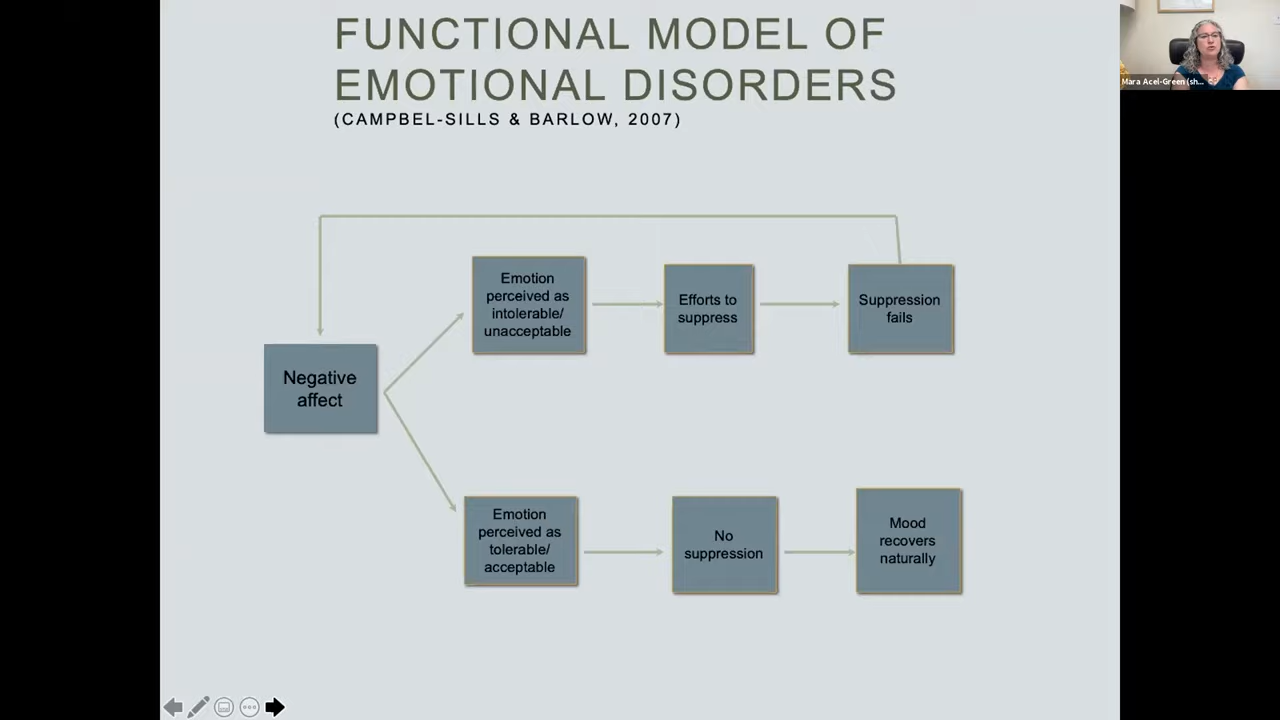 FUNCTIONAL MODEL OF
EMOTIONAL DISORDERS
(CAMPBEL-SILLS & BARLOW, 2007)
Mara Acel-Green (sh...
Emotion
perceived as
intolerable/
unacceptable
Efforts to
suppress
Suppression
fails
Negative
affect
Emotion
perceived as
tolerable/
acceptable
No
suppression
Mood
recovers
naturally